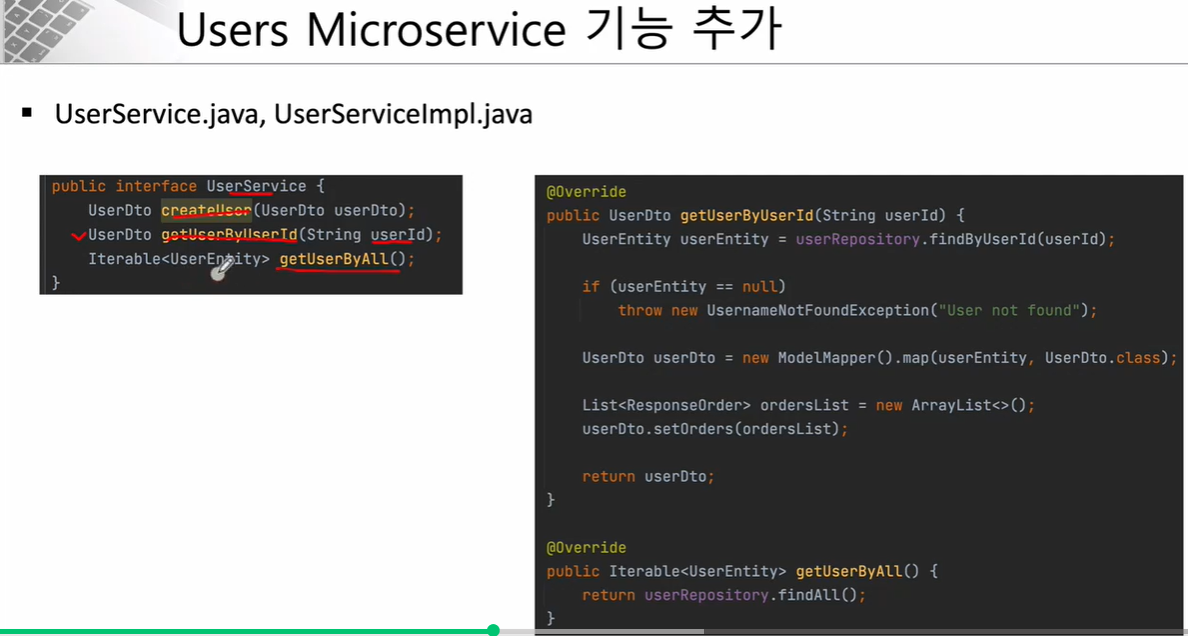 Users Microservice 기능 추가
▪ UserService.java, UserServiceImpl.java
public interface UserService {
    UserDto createUser(UserDto userDto);
    UserDto getUserByUserId(String userId);
    Iterable<UserEntity> getUserByAll();
}
@Override
public UserDto getUserByUserId(String userId) {
    UserEntity userEntity = userRepository.findByUserId(userId);
    if (userEntity == null)
        throw new UsernameNotFoundException("User not found");
    UserDto userDto = new ModelMapper().map(userEntity, UserDto.class);
    List<ResponseOrder> ordersList = new ArrayList<>();
    userDto.setOrders(ordersList);
    return userDto;
}
@Override
public Iterable<UserEntity> getUserByAll() {
    return userRepository.findAll();
}